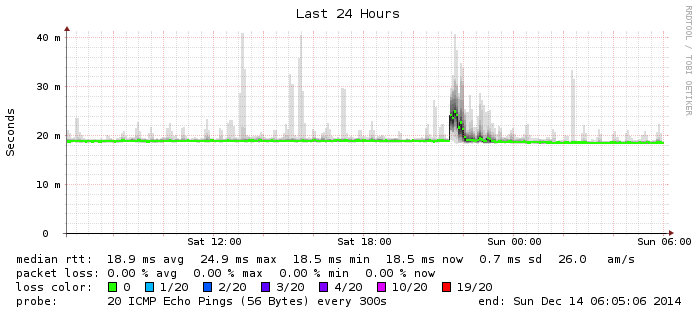 Last 24 Hours
RRDTOOL / TOBI OETIKER
Seconds
40 m
30 m
20 m
10 m
0
Sat 12:00 Sat 18:00 Sun 00:00 Sun 06:00
median rtt: 18.9 ms avg 24.9 ms max 18.5 ms min 18.5 ms now 0.7 ms sd 26.0 am/s
packet loss: 0.00 % avg 0.00 % max 0.00 % min 0.00 % now
loss color: 0 1/20 2/20 3/20 4/20 10/20 19/20
probe: 20 ICMP Echo Pings (56 Bytes) every 300s end: Sun Dec 14 06:05:06 2014